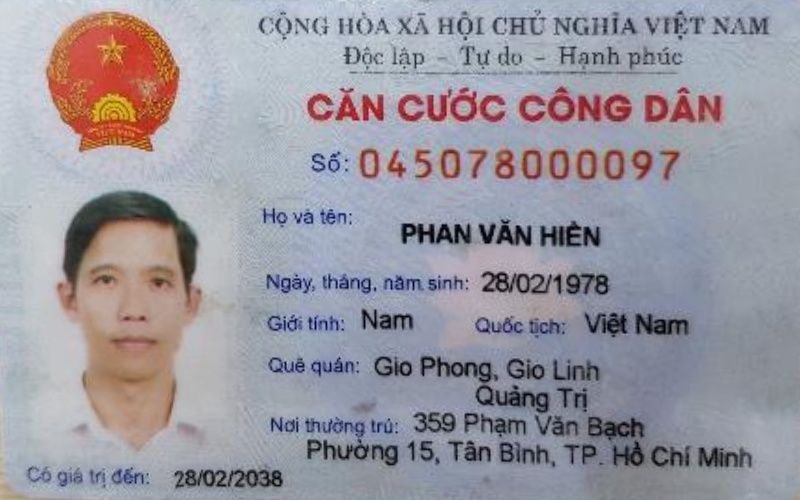 CỘNG HÒA XÃ HỘI CHỦ NGHĨA VIỆT NAM
Độc lập – Tự do – Hạnh phúc
CĂN CƯỚC CÔNG DÂN
Số: 045078000097
Họ và tên:
PHAN VĂN HIỀN
Ngày, tháng, năm sinh: 28/02/1978
Giới tính: Nam Quốc tịch: Việt Nam
Quê quán: Gio Phong, Gio Linh
Quảng Trị
Nơi thường trú: 359 Phạm Văn Bạch
Phường 15, Tân Bình, TP. Hồ Chí Minh
Có giá trị đến: 28/02/2038